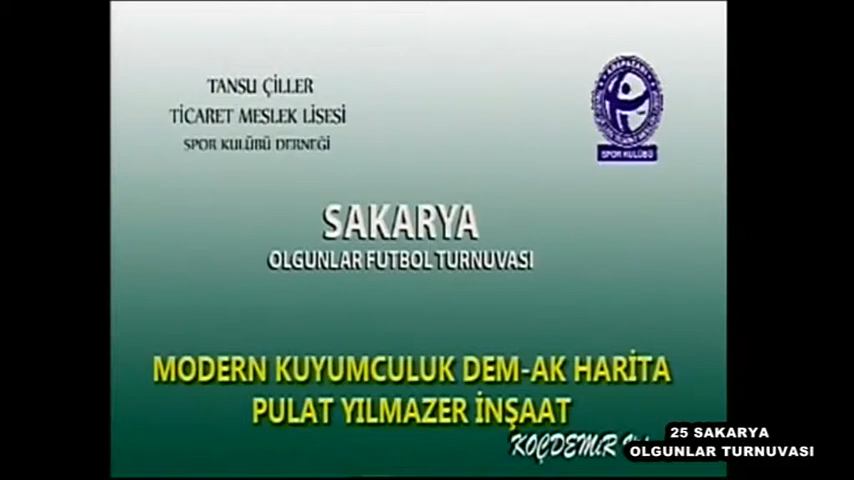 TANSU ÇİLLER
TİCARET MESLEK LİSESİ
SPOR KULÜBÜ DERNEĞİ
ADAPAZARI
SPOR KULÜBÜ
SAKARYA
OLGUNLAR FUTBOL TURNUVASI
MODERN KUYUMCULUK DEM-AK HARİTA
PULAT YILMAZER İNŞAAT
KOÇDEMİR
25 SAKARYA
OLGUNLAR TURNUVASI